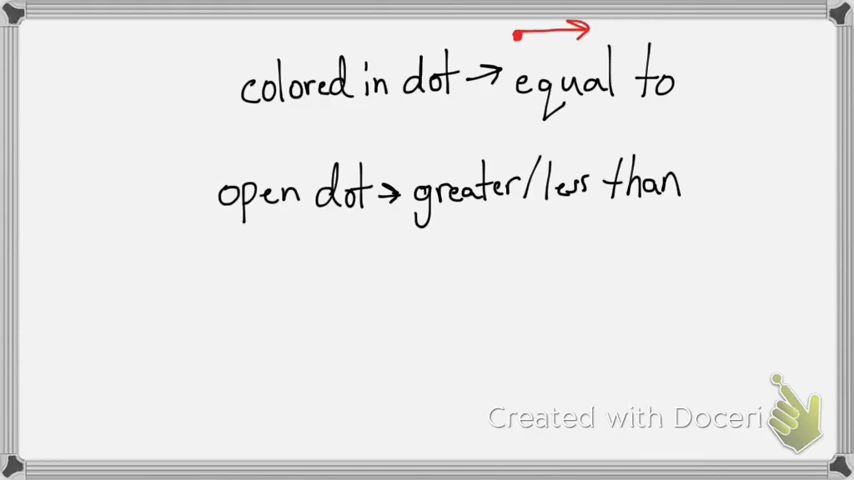 colored in dot → equal to
open dot → greater/less than
Created with Doceri